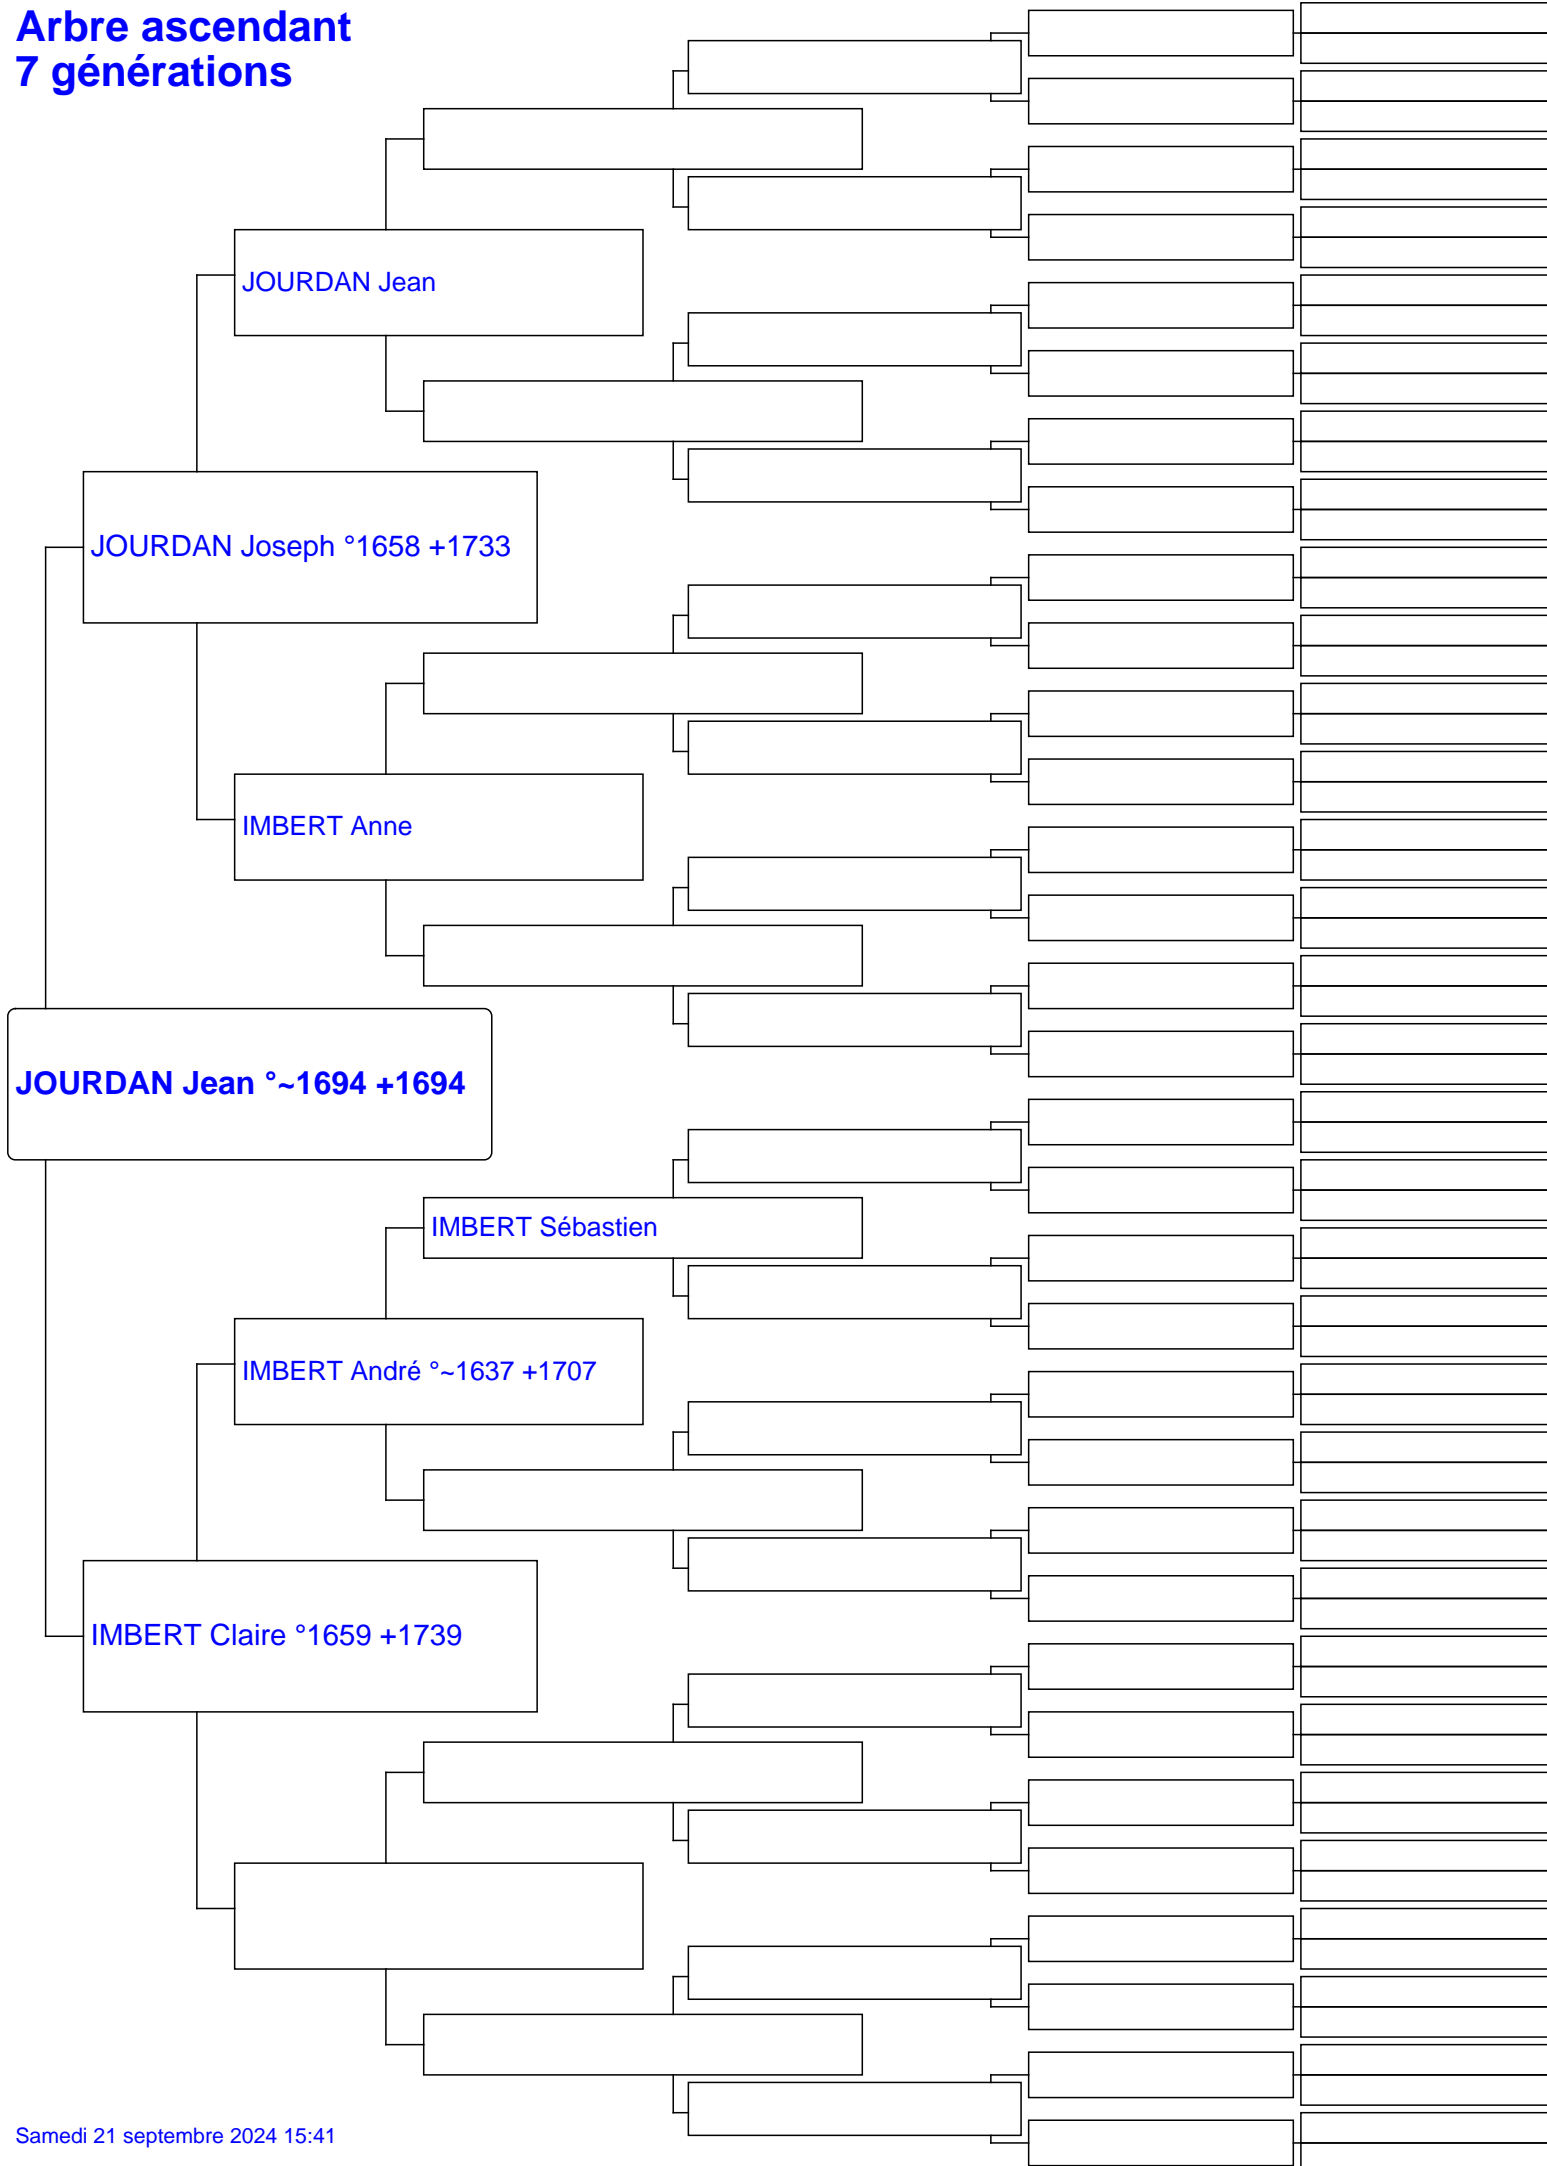 Arbre ascendant
7 générations
JOURDAN Jean
JOURDAN Joseph °1658 +1733
IMBERT Anne
JOURDAN Jean °~1694 +1694
IMBERT Sébastien
IMBERT André °~1637 +1707
IMBERT Claire °1659 +1739
Samedi 21 septembre 2024 15:41